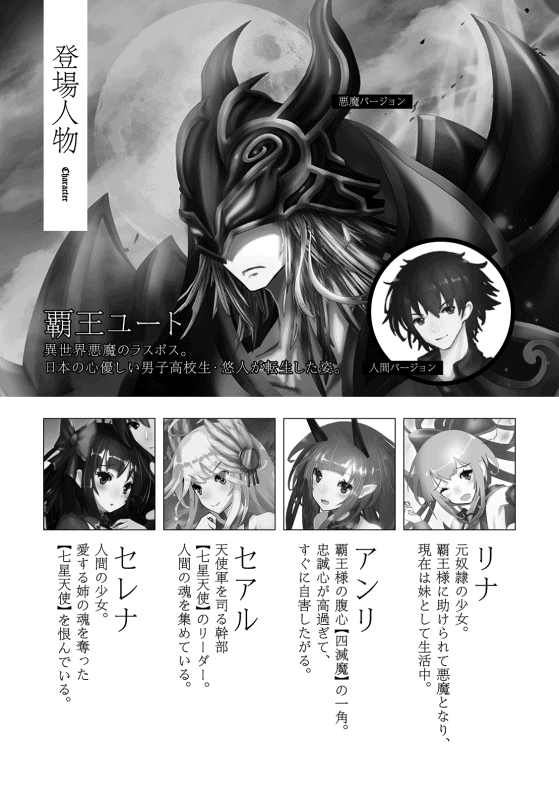 登場人物
Character
悪魔バージョン
覇王ユート
異世界悪魔のラスボス。
日本の心優しい男子高校生・悠人が転生した姿。
人間バージョン
リナ
元奴隷の少女。
覇王様に助けられて悪魔となり、
現在は妹として生活中。
アンリ
覇王様の腹心【四滅魔】の一角。
忠誠心が高過ぎて、
すぐに自害したがる。
セアル
天使軍を司る幹部
【七星天使】のリーダー。
人間の魂を集めている。
セレナ
人間の少女。
愛する姉の魂を奪った
【七星天使】を恨んでいる。